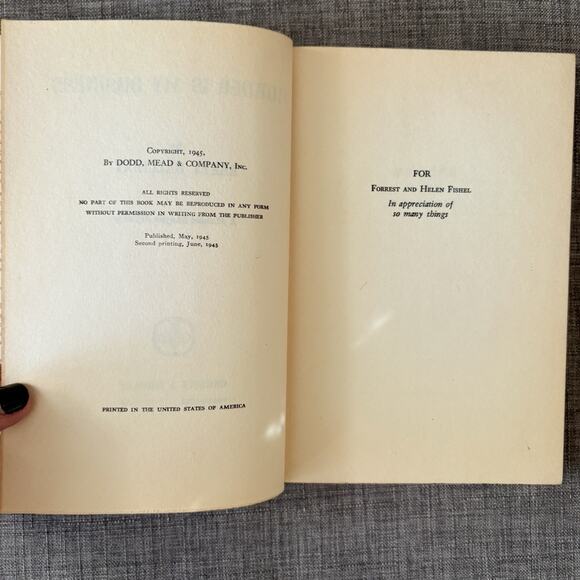 Copyright, 1945,
By DODD, MEAD & COMPANY, Inc.
ALL RIGHTS RESERVED
NO PART OF THIS BOOK MAY BE REPRODUCED IN ANY FORM
WITHOUT PERMISSION IN WRITING FROM THE PUBLISHER
Published, May, 1945
Second printing, June, 1945
PRINTED IN THE UNITED STATES OF AMERICA
FOR
Forrest and Helen Fishel
In appreciation of
so many things